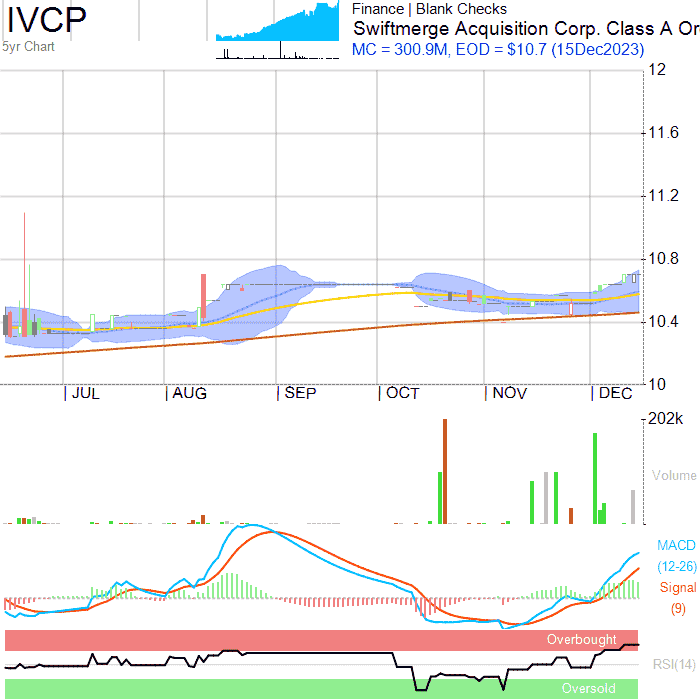 IVCP
5yr Chart
Finance | Blank Checks
Swiftmerge Acquisition Corp. Class A Or
MC = 300.9M, EOD = $10.7 (15Dec2023)
12
11.6
11.2
10.8
10.4
10
JUL
AUG
SEP
OCT
NOV
DEC
202k
Volume
MACD
(12-26)
Signal
(9)
Overbought
RSI(14)
Oversold